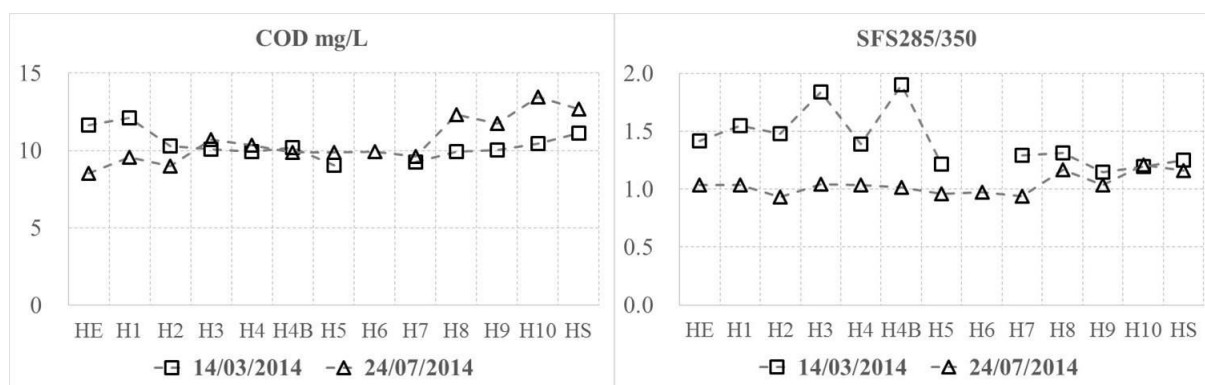 COD mg/L
15
10
5
0
HE H1 H2 H3 H4 H4B H5 H6 H7 H8 H9 H10 HS
14/03/2014 24/07/2014
SFS285/350
2.0
1.5
1.0
0.5
0.0
HE H1 H2 H3 H4 H4B H5 H6 H7 H8 H9 H10 HS
14/03/2014 24/07/2014